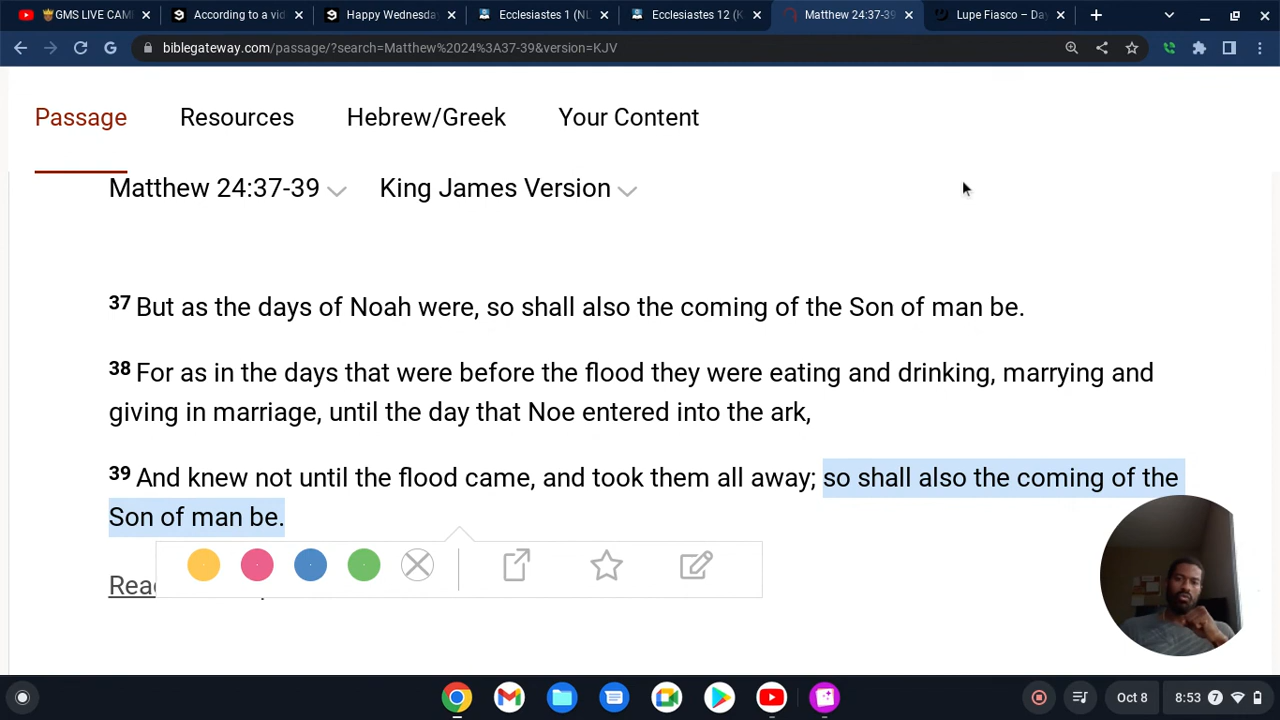 GMS LIVE CAM
According to a vid
Happy Wednesda
Ecclesiastes 1 (NL
Ecclesiastes 12 (K
Matthew 24:37-39
Lupe Fiasco – Day
biblegateway.com/passage/?search=Matthew%2024%3A37-39&version=KJV
Passage Resources Hebrew/Greek Your Content
Matthew 24:37-39 King James Version
37 But as the days of Noah were, so shall also the coming of the Son of man be.
38 For as in the days that were before the flood they were eating and drinking, marrying and
giving in marriage, until the day that Noe entered into the ark,
39 And knew not until the flood came, and took them all away; so shall also the coming of the
Son of man be.
Read
Oct 8 8:53 7